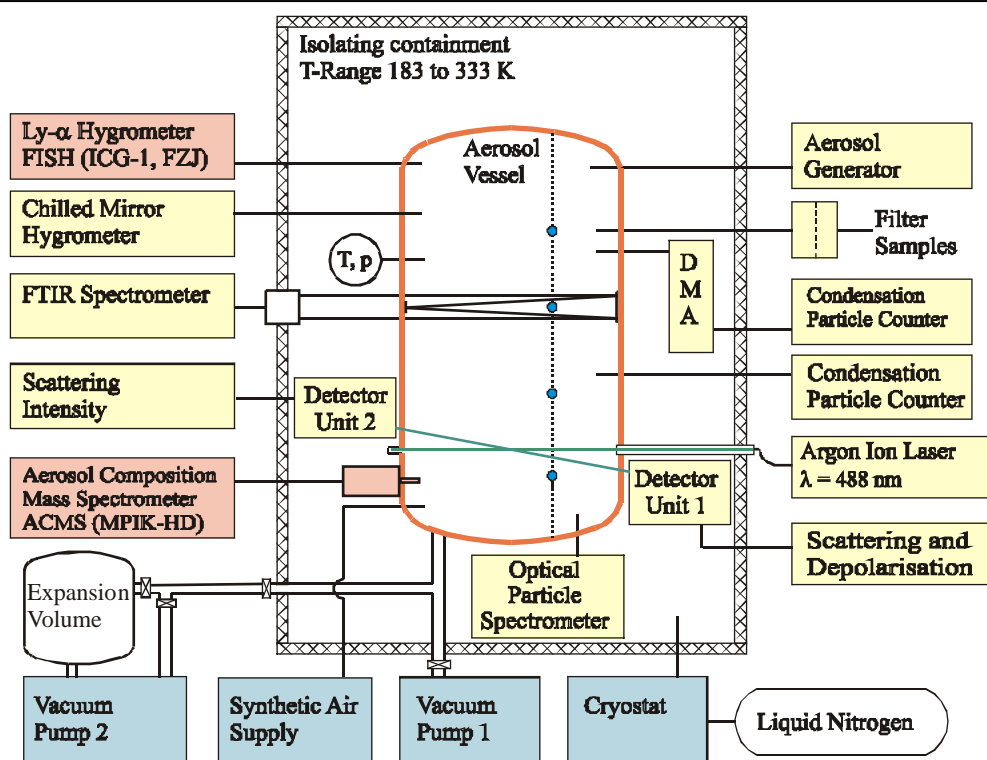 Isolating containment
T-Range 183 to 333 K
Ly-α Hygrometer
FISH (ICG-1, FZJ)
Chilled Mirror
Hygrometer
FTIR Spectrometer
Scattering
Intensity
Aerosol Composition
Mass Spectrometer
ACMS (MPIK-HD)
Aerosol
Vessel
T, p
Detector
Unit 2
D
M
A
Detector
Unit 1
Optical
Particle
Spectrometer
Aerosol
Generator
Filter
Samples
Condensation
Particle Counter
Condensation
Particle Counter
Argon Ion Laser
λ = 488 nm
Scattering and
Depolarisation
Expansion
Volume
Vacuum
Pump 2
Synthetic Air
Supply
Vacuum
Pump 1
Cryostat
Liquid Nitrogen